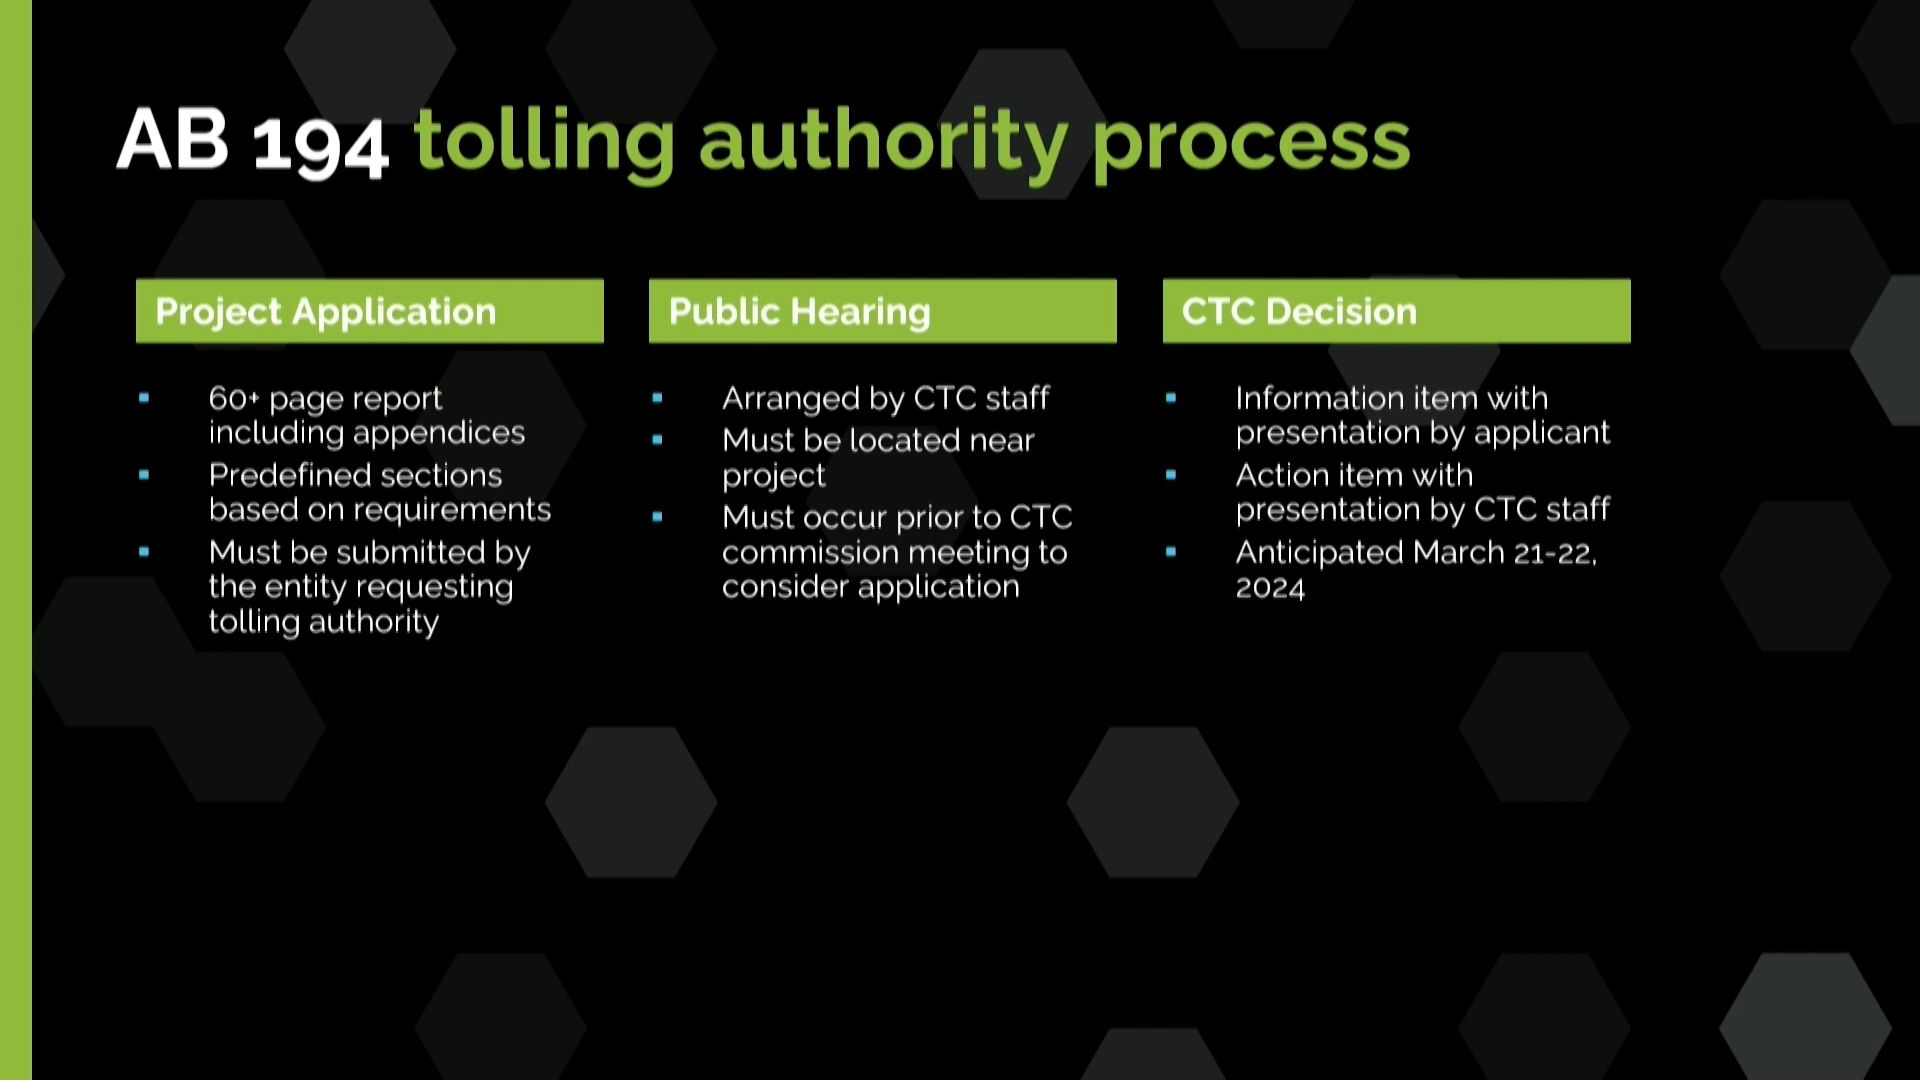 AB 194 tolling authority process
Project Application
60+ page report
including appendices
Predefined sections
based on requirements
Must be submitted by
the entity requesting
tolling authority
Public Hearing
Arranged by CTC staff
Must be located near
project
Must occur prior to CTC
commission meeting to
consider application
CTC Decision
Information item with
presentation by applicant
Action item with
presentation by CTC staff
Anticipated March 21-22,
2024